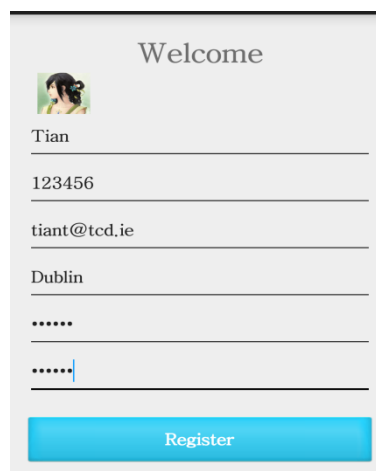 Welcome
Tian
123456
tiant@tcd.ie
Dublin
••••••
••••••
Register